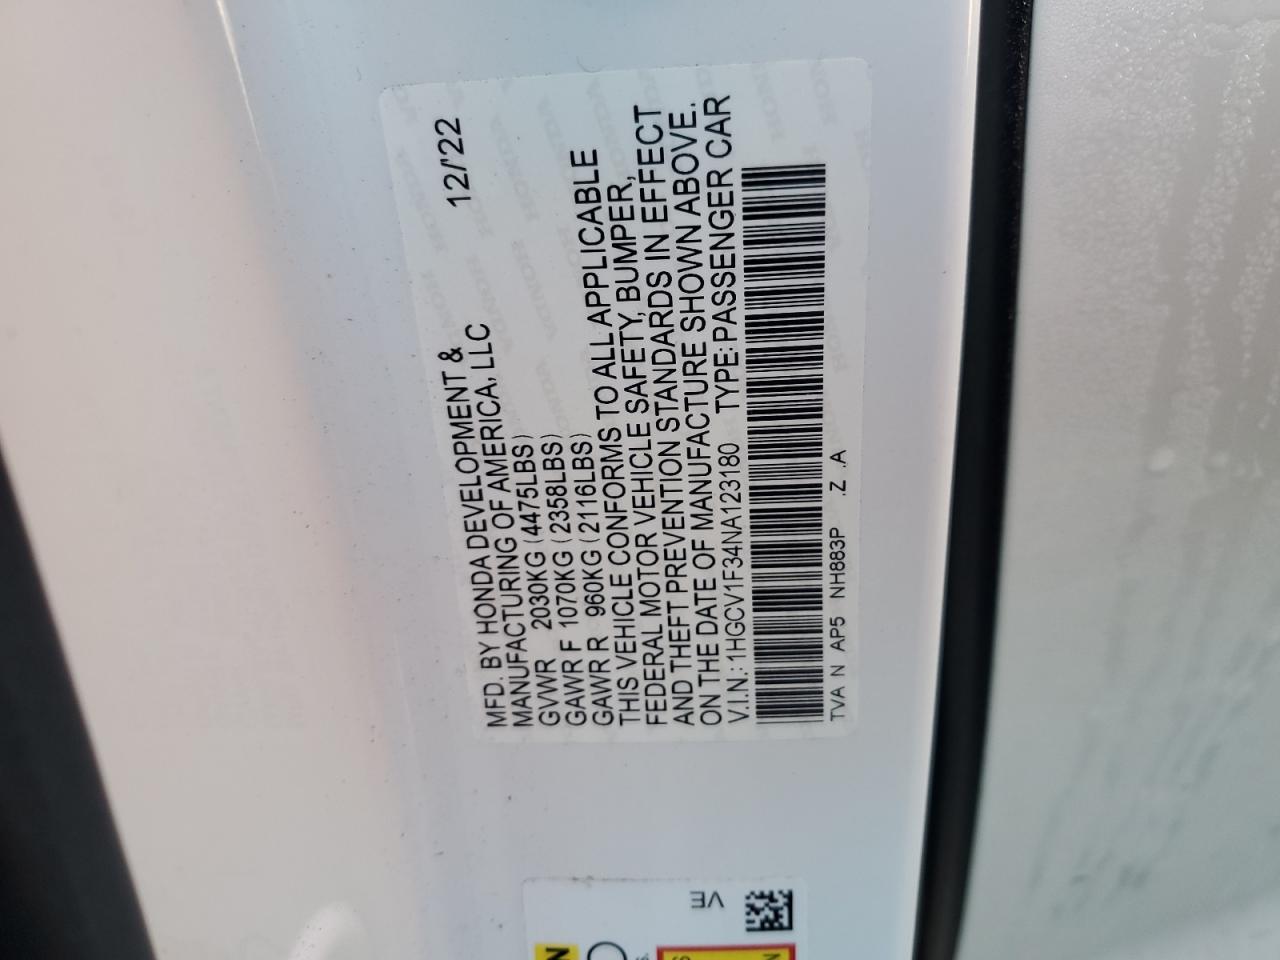 MFD. BY HONDA DEVELOPMENT &
MANUFACTURING OF AMERICA, LLC 12/'22
GVWR 2030KG (4475LBS)
GAWR F 1070KG (2358LBS)
GAWR R 960KG (2116LBS)
THIS VEHICLE CONFORMS TO ALL APPLICABLE
FEDERAL MOTOR VEHICLE SAFETY, BUMPER,
AND THEFT PREVENTION STANDARDS IN EFFECT
ON THE DATE OF MANUFACTURE SHOWN ABOVE.
V.I.N.: 1HGCV1F34NA123180 TYPE: PASSENGER CAR
TVA N AP5 NH883P .Z .A
VE